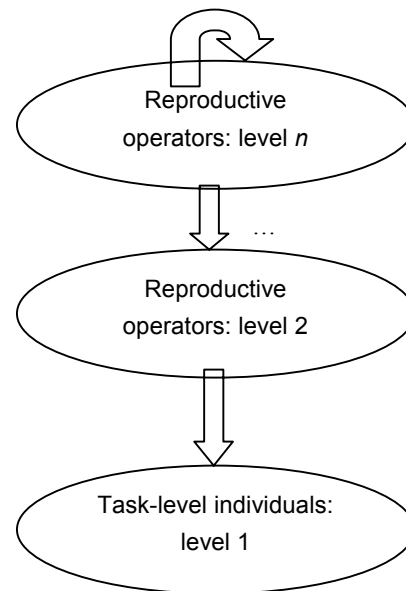 Reproductive
operators: level n
...
Reproductive
operators: level 2
Task-level individuals:
level 1